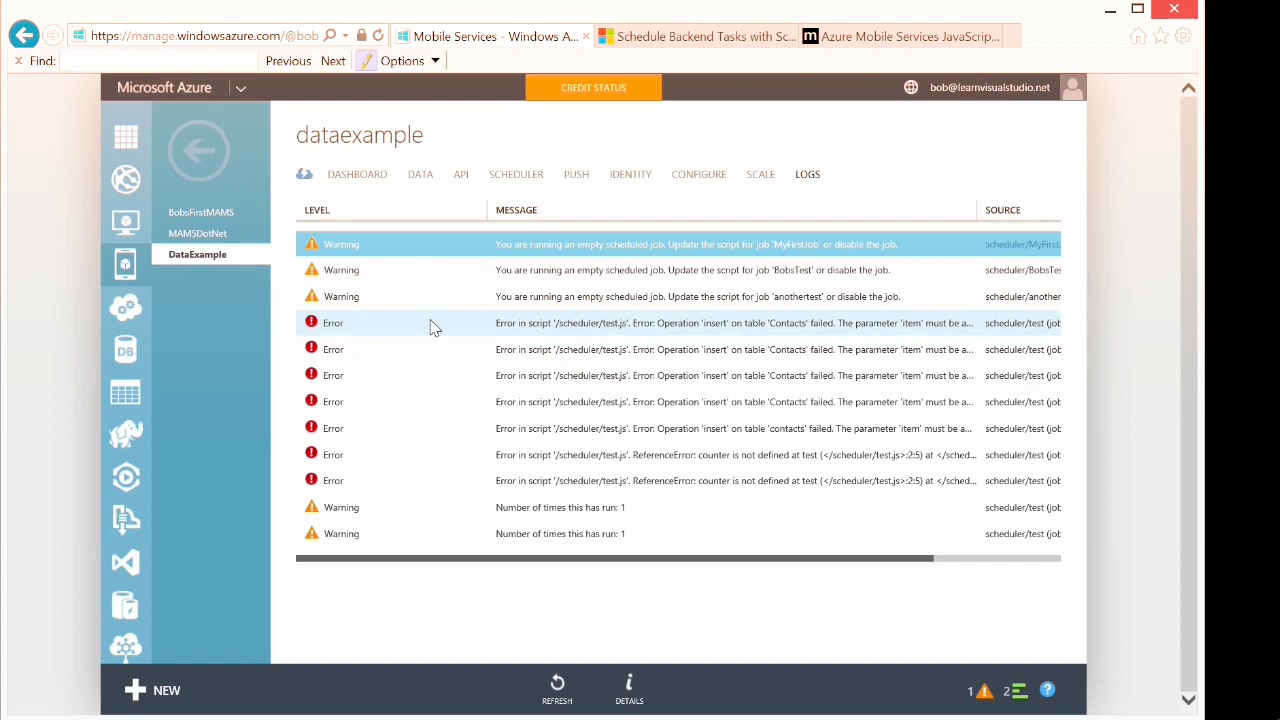 https://manage.windowsazure.com/@bob
Mobile Services - Windows A...
Schedule Backend Tasks with Sc...
m Azure Mobile Services JavaScrip...
× Find: Previous Next Options
Microsoft Azure
CREDIT STATUS
bob@learnvisualstudio.net
dataexample
DASHBOARD DATA API SCHEDULER PUSH IDENTITY CONFIGURE SCALE LOGS
BobsFirstMAMS
MAMSDotNet
DataExample
DB
LEVEL MESSAGE SOURCE
Warning You are running an empty scheduled job. Update the script for job 'MyFirstJob' or disable the job. scheduler/MyFirst
Warning You are running an empty scheduled job. Update the script for job 'BobsTest' or disable the job. scheduler/BobsTes
Warning You are running an empty scheduled job. Update the script for job 'anothertest' or disable the job. scheduler/another
Error Error in script '/scheduler/test.js'. Error: Operation 'insert' on table 'Contacts' failed. The parameter 'item' must be a... scheduler/test (job
Error Error in script '/scheduler/test.js'. Error: Operation 'insert' on table 'Contacts' failed. The parameter 'item' must be a... scheduler/test (job
Error Error in script '/scheduler/test.js'. Error: Operation 'insert' on table 'Contacts' failed. The parameter 'item' must be a... scheduler/test (job
Error Error in script '/scheduler/test.js'. Error: Operation 'insert' on table 'Contacts' failed. The parameter 'item' must be a... scheduler/test (job
Error Error in script '/scheduler/test.js'. Error: Operation 'insert' on table 'contacts' failed. The parameter 'item' must be a... scheduler/test (job
Error Error in script '/scheduler/test.js'. ReferenceError: counter is not defined at test (</scheduler/test.js>:2:5) at </sched... scheduler/test (job
Error Error in script '/scheduler/test.js'. ReferenceError: counter is not defined at test (</scheduler/test.js>:2:5) at </sched... scheduler/test (job
Warning Number of times this has run: 1 scheduler/test (job
Warning Number of times this has run: 1 scheduler/test (job
+ NEW
REFRESH
DETAILS
1 2 ?